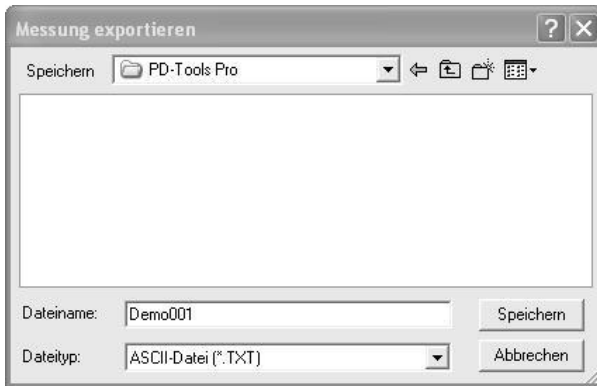 Messung exportieren
Speichern PD-Tools Pro
Dateiname: Demo001 Speichern
Dateityp: ASCII-Datei (*.TXT) Abbrechen